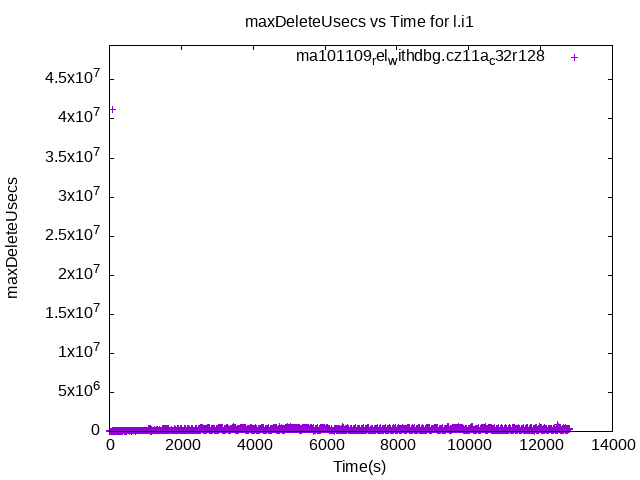 maxDeleteUsecs vs Time for l.i1
ma101109relwithdbg.cz11ac32r128
4.5x10^7
4x10^7
3.5x10^7
3x10^7
2.5x10^7
2x10^7
1.5x10^7
1x10^7
5x10^6
0
maxDeleteUsecs
0 2000 4000 6000 8000 10000 12000 14000
Time(s)